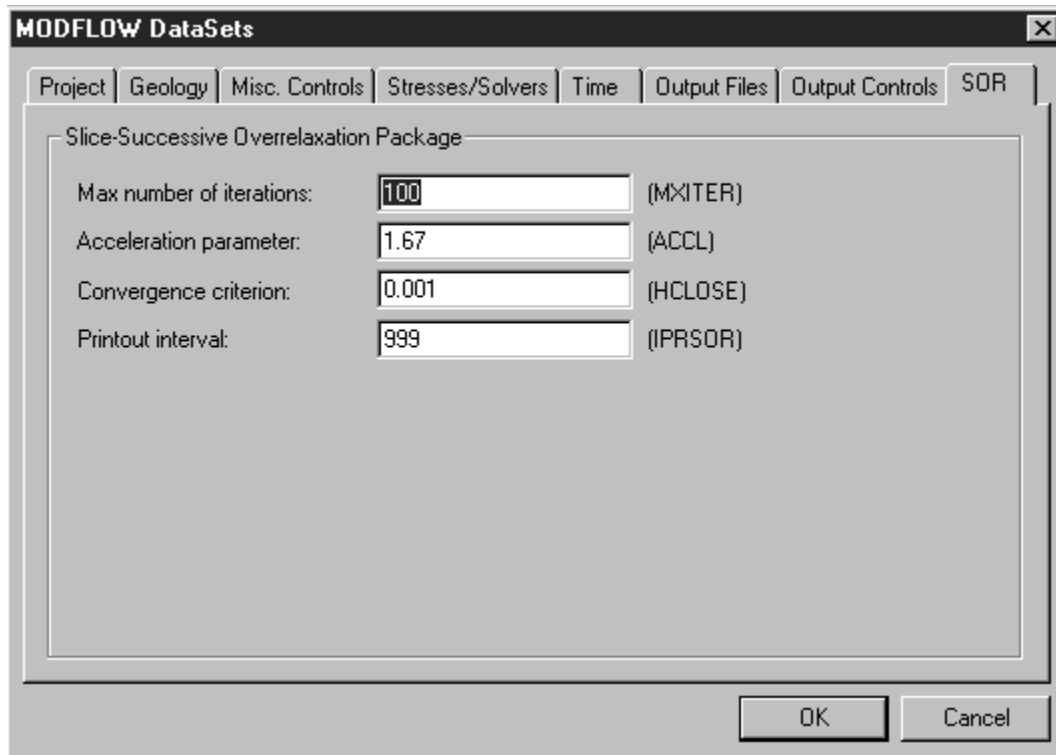 MODFLOW DataSets
Project Geology Misc. Controls Stresses/Solvers Time Output Files Output Controls SOR
Slice-Successive Overrelaxation Package
Max number of iterations: 100 (MXITER)
Acceleration parameter: 1.67 (ACCL)
Convergence criterion: 0.001 (HCLOSE)
Printout interval: 999 (IPRSOR)
OK Cancel